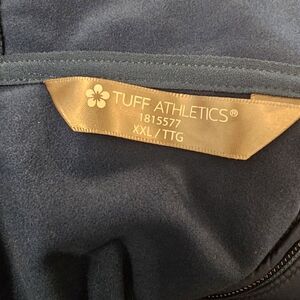 TUFF ATHLETICS®
1815577
XXL / TTG